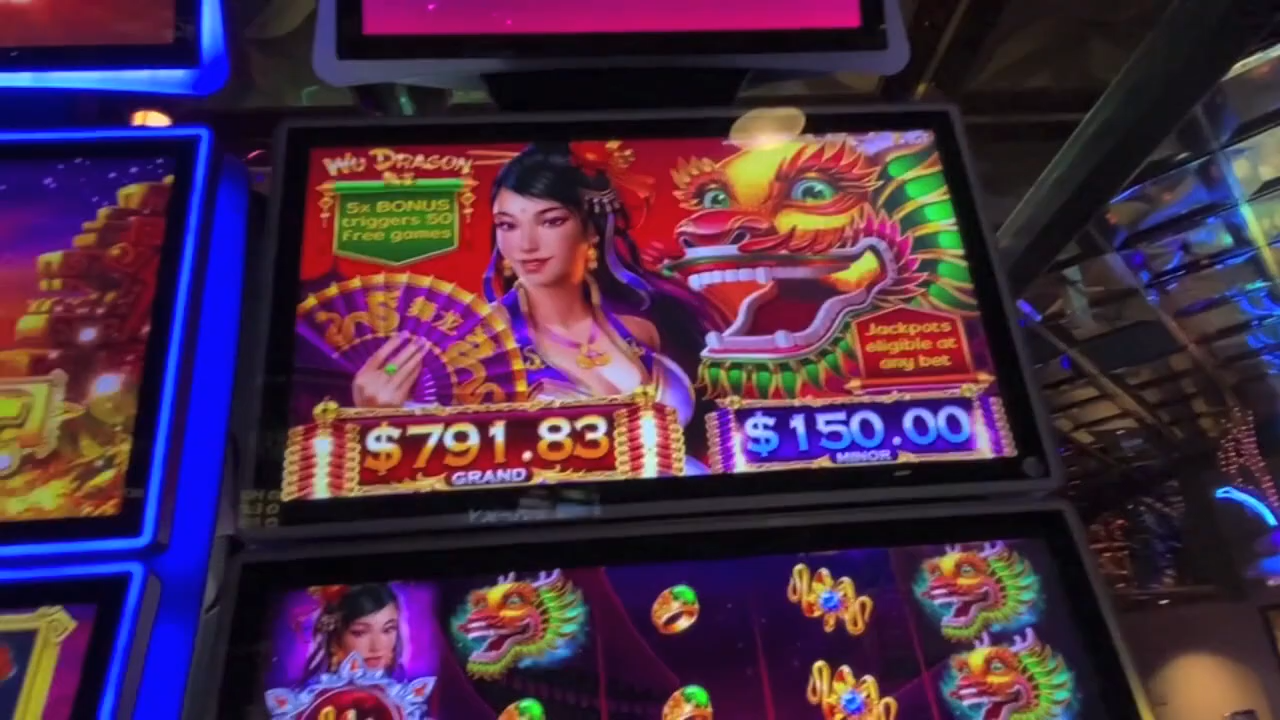 WU DRAGON
5x BONUS
triggers 50
Free games
Jackpots
eligible at
any bet
$791.83
GRAND
$150.00
MINOR